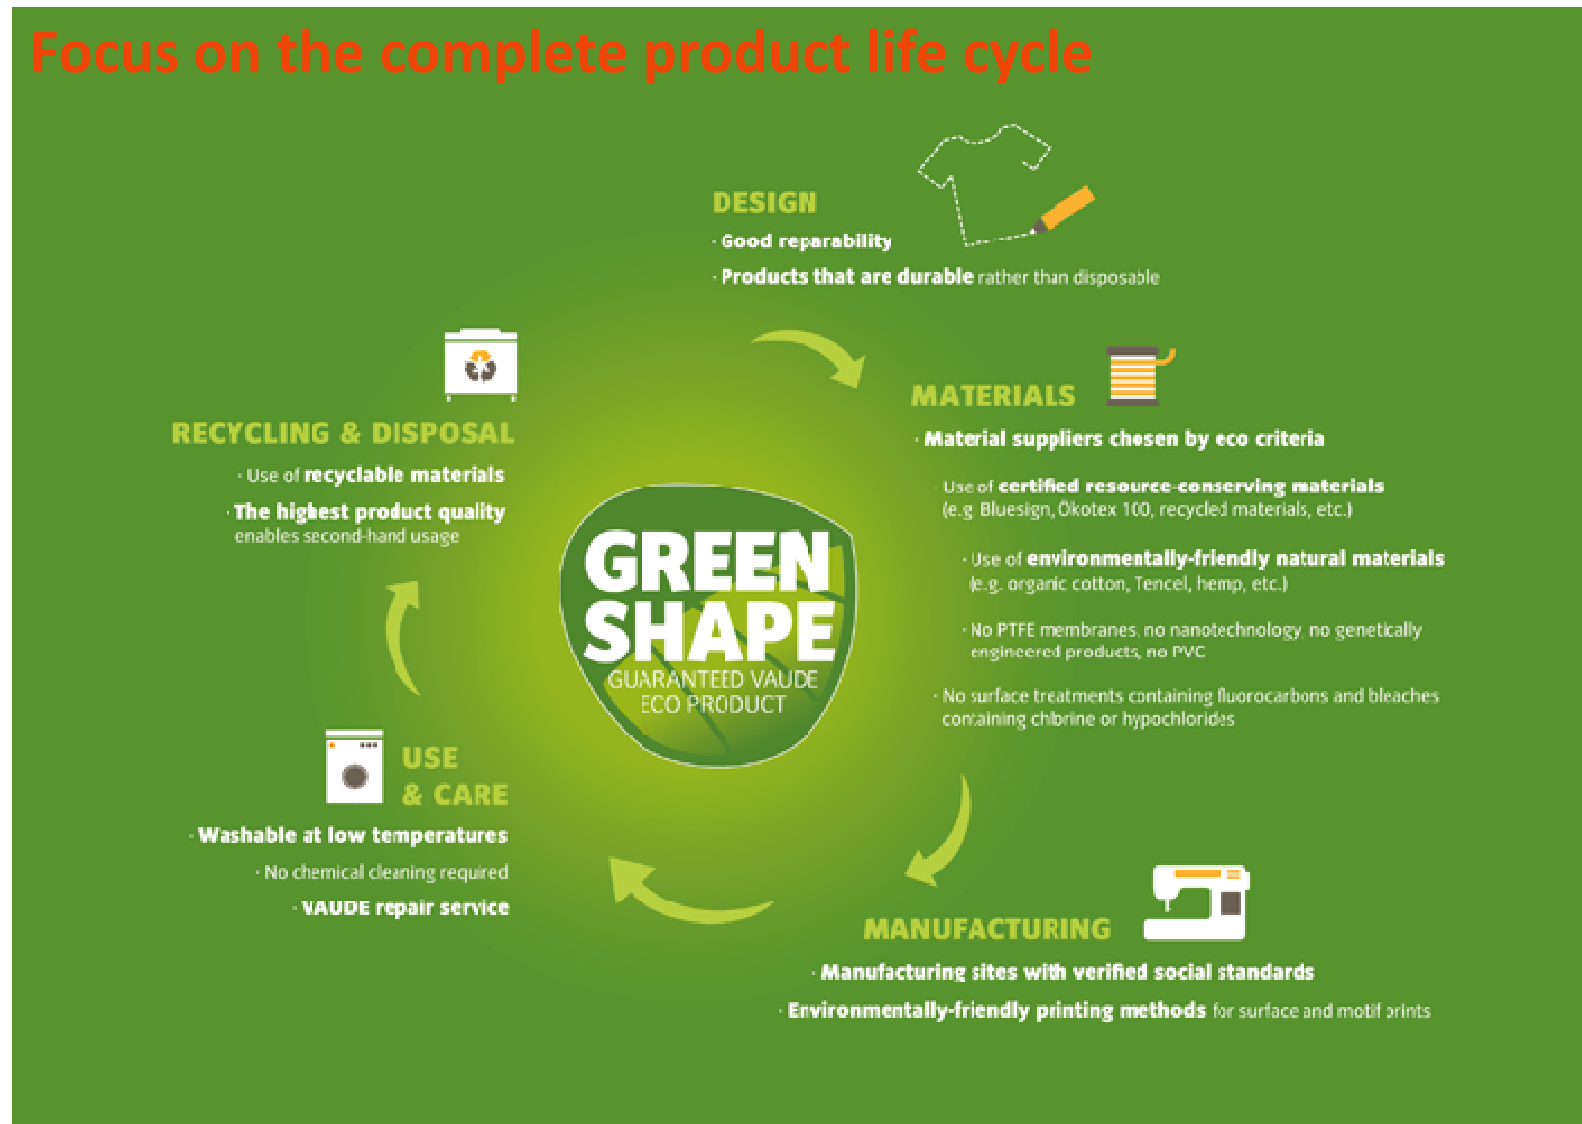 Focus on the complete product life cycle
DESIGN
· Good reparability
· Products that are durable rather than disposable
MATERIALS
· Material suppliers chosen by eco criteria
· Use of certified resource-conserving materials
(e.g. Bluesign, Ökotex 100, recycled materials, etc.)
· Use of environmentally-friendly natural materials
(e.g. organic cotton, Tencel, hemp, etc.)
· No PTFE membranes, no nanotechnology, no genetically
engineered products, no PVC
· No surface treatments containing fluorocarbons and bleaches
containing chlorine or hypochlorides
MANUFACTURING
· Manufacturing sites with verified social standards
· Environmentally-friendly printing methods for surface and motif prints
USE
& CARE
· Washable at low temperatures
· No chemical cleaning required
· VAUDE repair service
RECYCLING & DISPOSAL
· Use of recyclable materials
· The highest product quality
enables second-hand usage
GREEN
SHAPE
GUARANTEED VAUDE
ECO PRODUCT